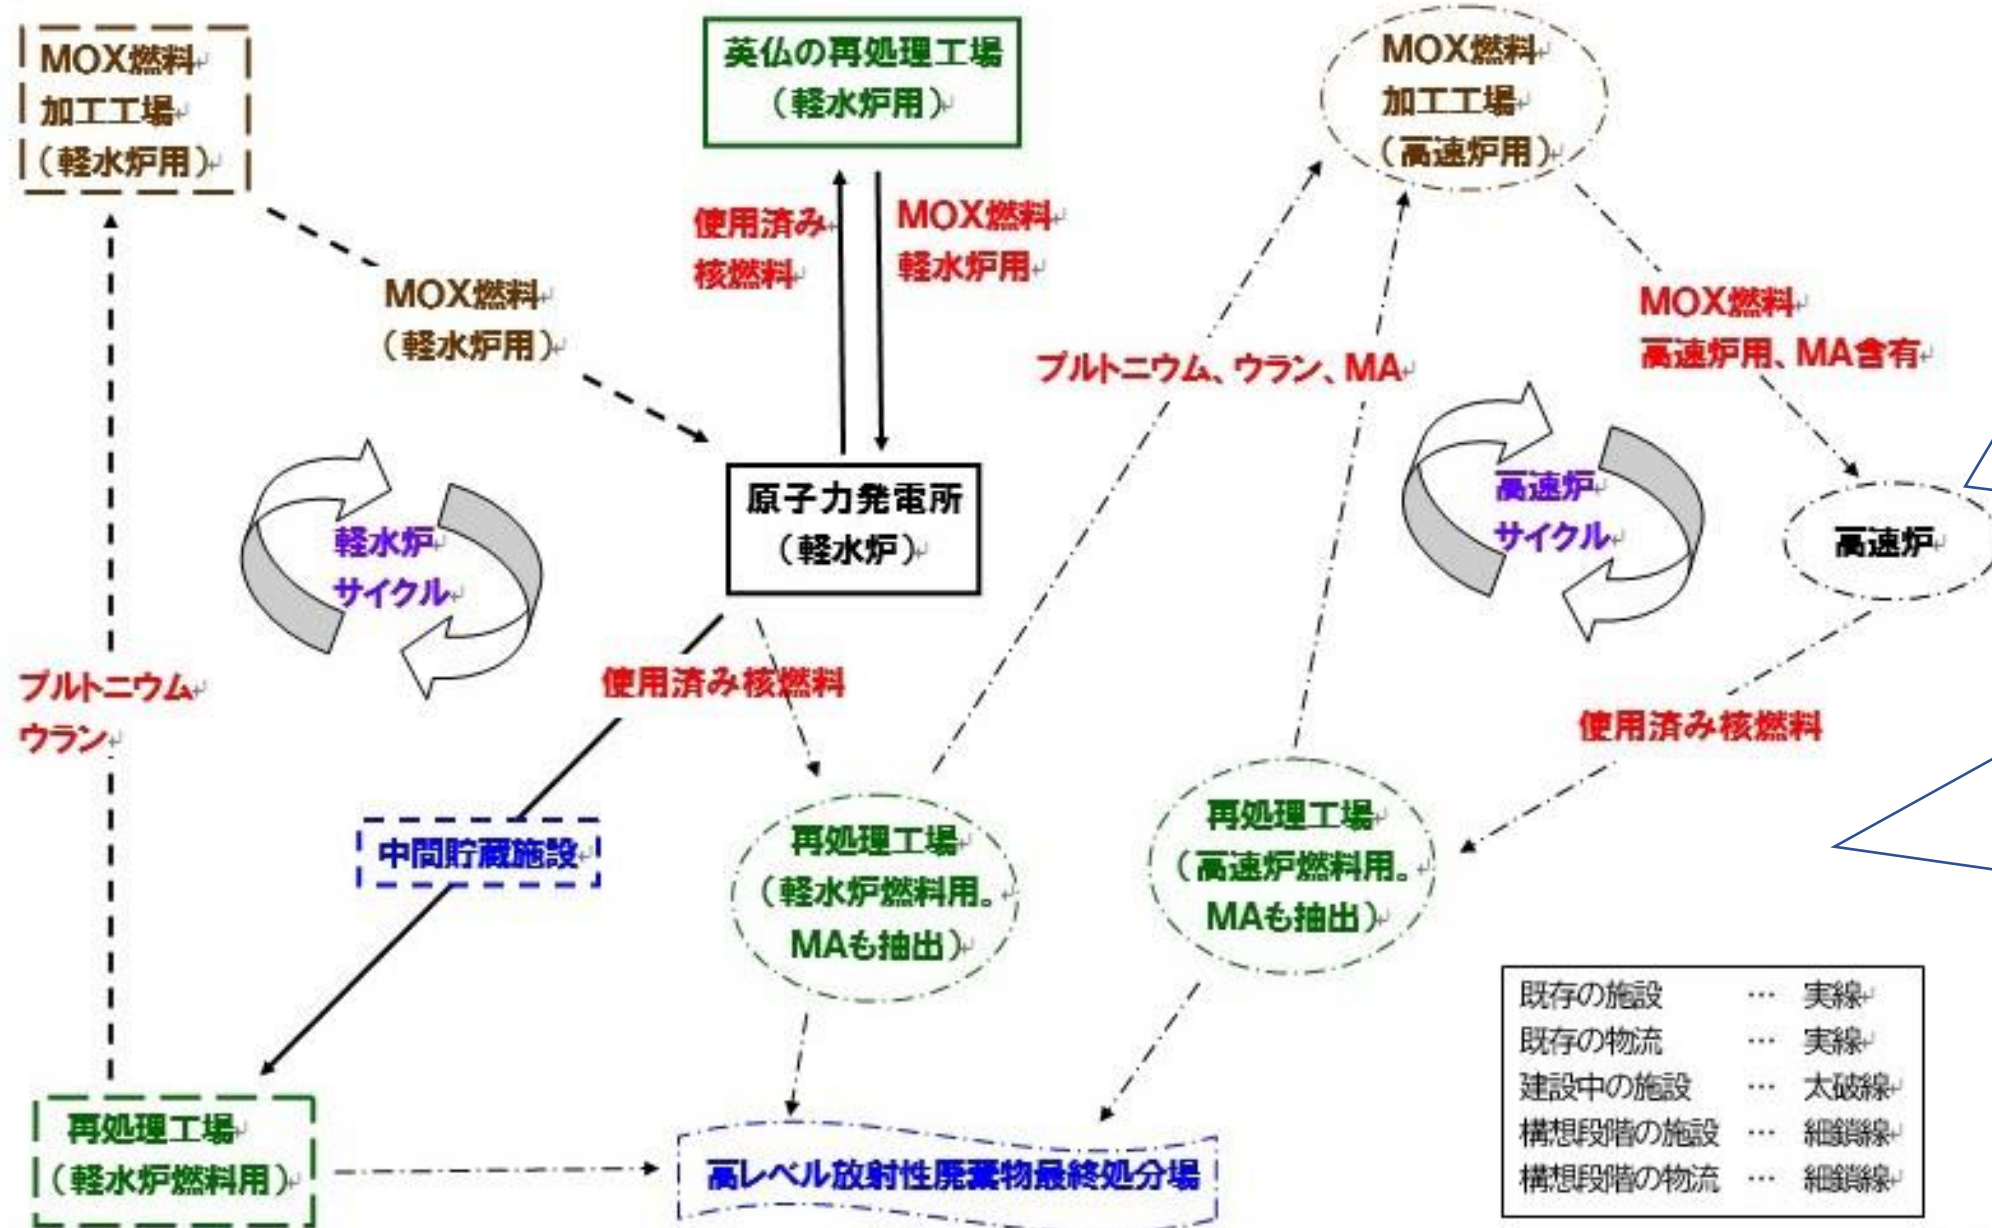 MOX燃料
加工工場
(軽水炉用)
英仏の再処理工場
(軽水炉用)
MOX燃料
加工工場
(高速炉用)
使用済み
核燃料
MOX燃料
軽水炉用
MOX燃料
(軽水炉用)
MOX燃料
高速炉用、MA含有
プルトニウム、ウラン、MA
原子力発電所
(軽水炉)
軽水炉
サイクル
高速炉
サイクル
高速炉
プルトニウム
ウラン
使用済み核燃料
使用済み核燃料
中間貯蔵施設
再処理工場
(軽水炉燃料用。
MAも抽出)
再処理工場
(高速炉燃料用。
MAも抽出)
再処理工場
(軽水炉燃料用)
高レベル放射性廃棄物最終処分場
既存の施設 … 実線
既存の物流 … 実線
建設中の施設 … 太破線
構想段階の施設 … 細鎖線
構想段階の物流 … 細鎖線